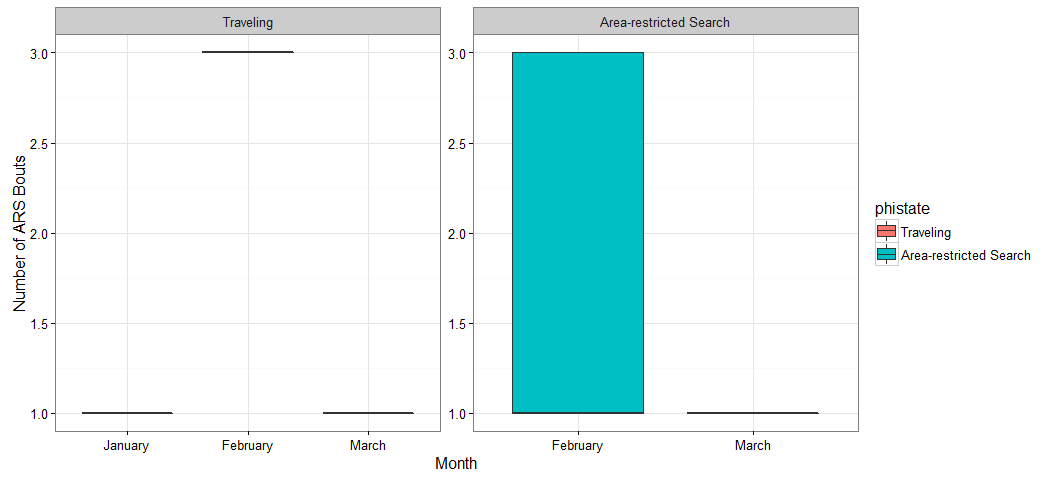 Traveling
Area-restricted Search
Number of ARS Bouts
3.0
2.5
2.0
1.5
1.0
3.0
2.5
2.0
1.5
1.0
January
February
March
February
March
Month
phistate
Traveling
Area-restricted Search